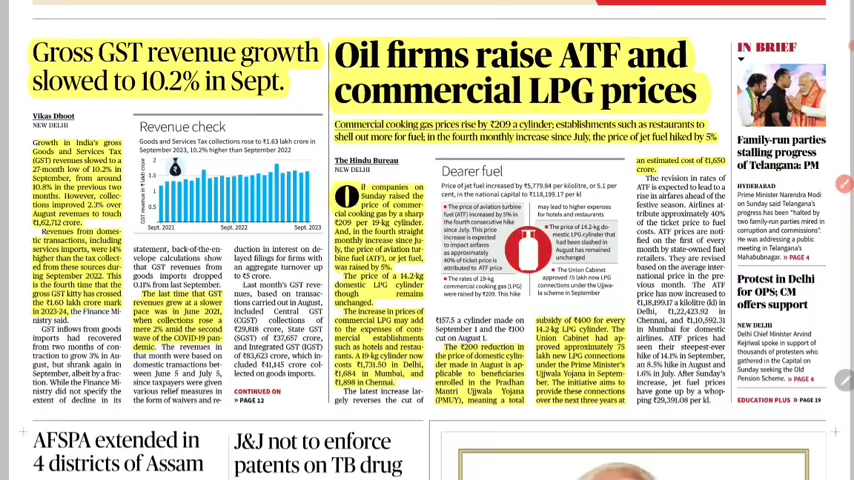 Gross GST revenue growth
slowed to 10.2% in Sept.
Vikas Dhoot
NEW DELHI
Growth in India's gross
Goods and Services Tax
(GST) revenues slowed to a
27-month low of 10.2% in
September, from around
10.8% in the previous two
months. However, collec-
tions improved 2.3% over
August revenues to touch
₹1,62,712 crore.
Revenues from domes-
tic transactions, including
services imports, were 14%
higher than the tax collect-
ed from these sources dur-
ing September 2022. This
is the fourth time that the
gross GST kitty has crossed
the ₹1.60 lakh crore mark
in 2023-24, the Finance Mi-
nistry said.
GST inflows from goods
imports had recovered
from two months of con-
traction to grow 3% in Au-
gust, but shrank again in
September, albeit by a frac-
tion. While the Finance Mi-
nistry did not specify the
extent of decline in its
Revenue check
Goods and Services Tax collections rose to ₹1.63 lakh crore in
September 2023, 10.2% higher than September 2022
GST revenue in ₹ lakh crore
2
1.5
1
0.5
0
Sept. 2021
Sept. 2022
Sept. 2023
statement, back-of-the-en-
velope calculations show
that GST revenues from
goods imports dropped
0.11% from last September.
The last time that GST
revenues grew at a slower
pace was in June 2021,
when collections rose a
mere 2% amid the second
wave of the COVID-19 pan-
demic. The revenues in
that month were based on
domestic transactions bet-
ween June 5 and July 5,
since taxpayers were given
various relief measures in
the form of waivers and re-
duction in interest on de-
layed filings for firms with
an aggregate turnover up
to ₹5 crore.
Last month's GST reve-
nues, based on transac-
tions carried out in August,
included Central GST
(CGST) collections of
₹29,818 crore, State GST
(SGST) of ₹37,657 crore,
and Integrated GST (IGST)
of ₹83,623 crore, which in-
cluded ₹41,145 crore col-
lected on goods imports.
CONTINUED ON
» PAGE 12
Oil firms raise ATF and
commercial LPG prices
Commercial cooking gas prices rise by ₹209 a cylinder; establishments such as restaurants to
shell out more for fuel; in the fourth monthly increase since July, the price of jet fuel hiked by 5%
The Hindu Bureau
NEW DELHI
Oil companies on
Sunday raised the
price of commer-
cial cooking gas by a sharp
₹209 per 19-kg cylinder.
And, in the fourth straight
monthly increase since Ju-
ly, the price of aviation tur-
bine fuel (ATF), or jet fuel,
was raised by 5%.
The price of a 14.2-kg
domestic LPG cylinder
though remains
unchanged.
The increase in prices of
commercial LPG may add
to the expenses of com-
mercial establishments
such as hotels and restau-
rants. A 19-kg cylinder now
costs ₹1,731.50 in Delhi,
₹1,684 in Mumbai, and
₹1,898 in Chennai.
The latest increase lar-
gely reverses the cut of
Dearer fuel
Price of jet fuel increased by ₹5,779.84 per kilolitre, or 5.1 per
cent, in the national capital to ₹118,199.17 per kl
■ The price of aviation turbine
fuel (ATF) increased by 5% in
the fourth consecutive hike
since July. This price
increase is expected
to impact airfares
as approximately
40% of ticket price is
attributed to ATF price
■ The rates of 19-kg
commercial cooking gas (LPG)
were raised by ₹209. This hike
may lead to higher expenses
for hotels and restaurants
■ The price of 14.2-kg do-
mestic LPG cylinder that
had been slashed in
August was remained
unchanged
■ The Union Cabinet
approved 75 lakh new LPG
connections under the Ujjwa-
la scheme in September
₹157.5 a cylinder made on
September 1 and the ₹100
cut on August 1.
The ₹200 reduction in
the price of domestic cylin-
der made in August is ap-
plicable to beneficiaries
enrolled in the Pradhan
Mantri Ujjwala Yojana
(PMUY), meaning a total
subsidy of ₹400 for every
14.2-kg LPG cylinder. The
Union Cabinet had ap-
proved approximately 75
lakh new LPG connections
under the Prime Minister's
Ujjwala Yojana in Septem-
ber. The initiative aims to
provide these connections
over the next three years at
an estimated cost of ₹1,650
crore.
The revision in rates of
ATF is expected to lead a
rise in airfares ahead of the
festive season. Airlines at-
tribute approximately 40%
of the ticket price to fuel
costs. ATF prices are noti-
fied on the first of every
month by state-owned fuel
retailers. They are revised
based on the average inter-
national price in the pre-
vious month. The ATF
price has now increased to
₹1,18,199.17 a kilolitre (kl) in
Delhi, ₹1,22,423.92 in
Chennai, and ₹1,10,592.31
in Mumbai for domestic
airlines. ATF prices had
seen their steepest-ever
hike of 14.1% in September,
an 8.5% hike in August and
1.6% in July. After Sunday's
increase, jet fuel prices
have gone up by a whop-
ping ₹29,391.08 per kl.
IN BRIEF
Family-run parties
stalling progress
of Telangana: PM
HYDERABAD
Prime Minister Narendra Modi
on Sunday said Telangana's
progress has been "halted by
two family-run parties mired in
corruption and commissions".
He was addressing a public
meeting in Telangana's
Mahabubnagar. » PAGE 4
Protest in Delhi
for OPS; CM
offers support
NEW DELHI
Delhi Chief Minister Arvind
Kejriwal spoke in support of
thousands of protesters who
gathered in the Capital on
Sunday seeking the Old
Pension Scheme. » PAGE 4
EDUCATION PLUS » PAGE 19
AFSPA extended in
4 districts of Assam
J&J not to enforce
patents on TB drug